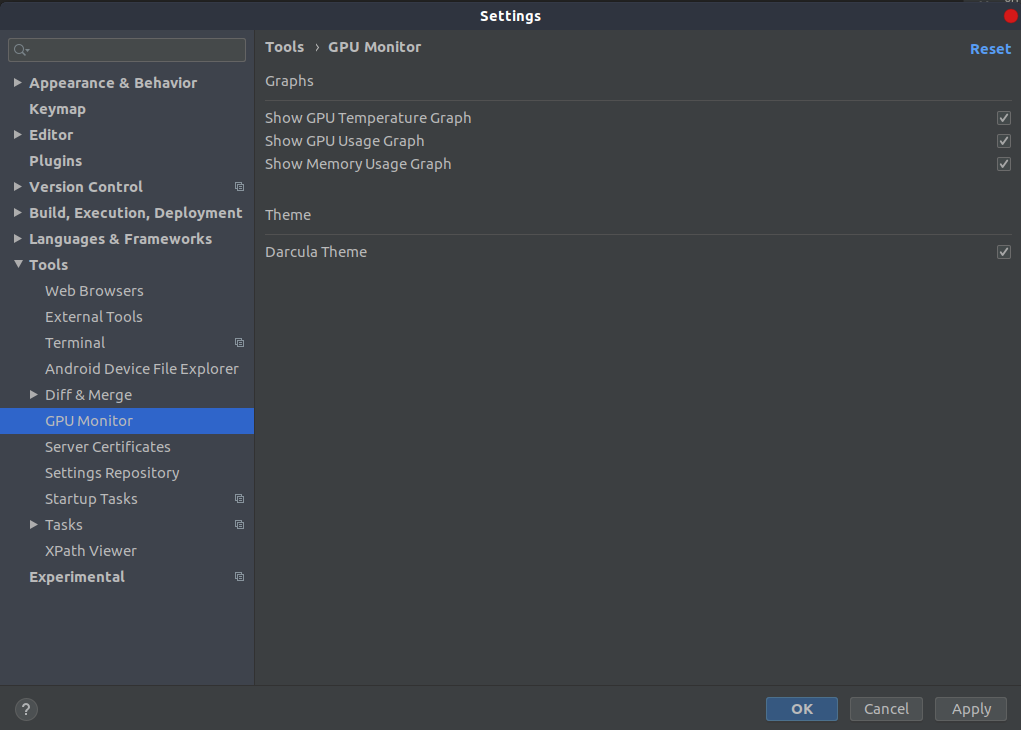 Settings
Tools › GPU Monitor
Reset
Appearance & Behavior
Keymap
Editor
Plugins
Version Control
Build, Execution, Deployment
Languages & Frameworks
Tools
Web Browsers
External Tools
Terminal
Android Device File Explorer
Diff & Merge
GPU Monitor
Server Certificates
Settings Repository
Startup Tasks
Tasks
XPath Viewer
Experimental
Graphs
Show GPU Temperature Graph
Show GPU Usage Graph
Show Memory Usage Graph
Theme
Darcula Theme
?
OK Cancel Apply